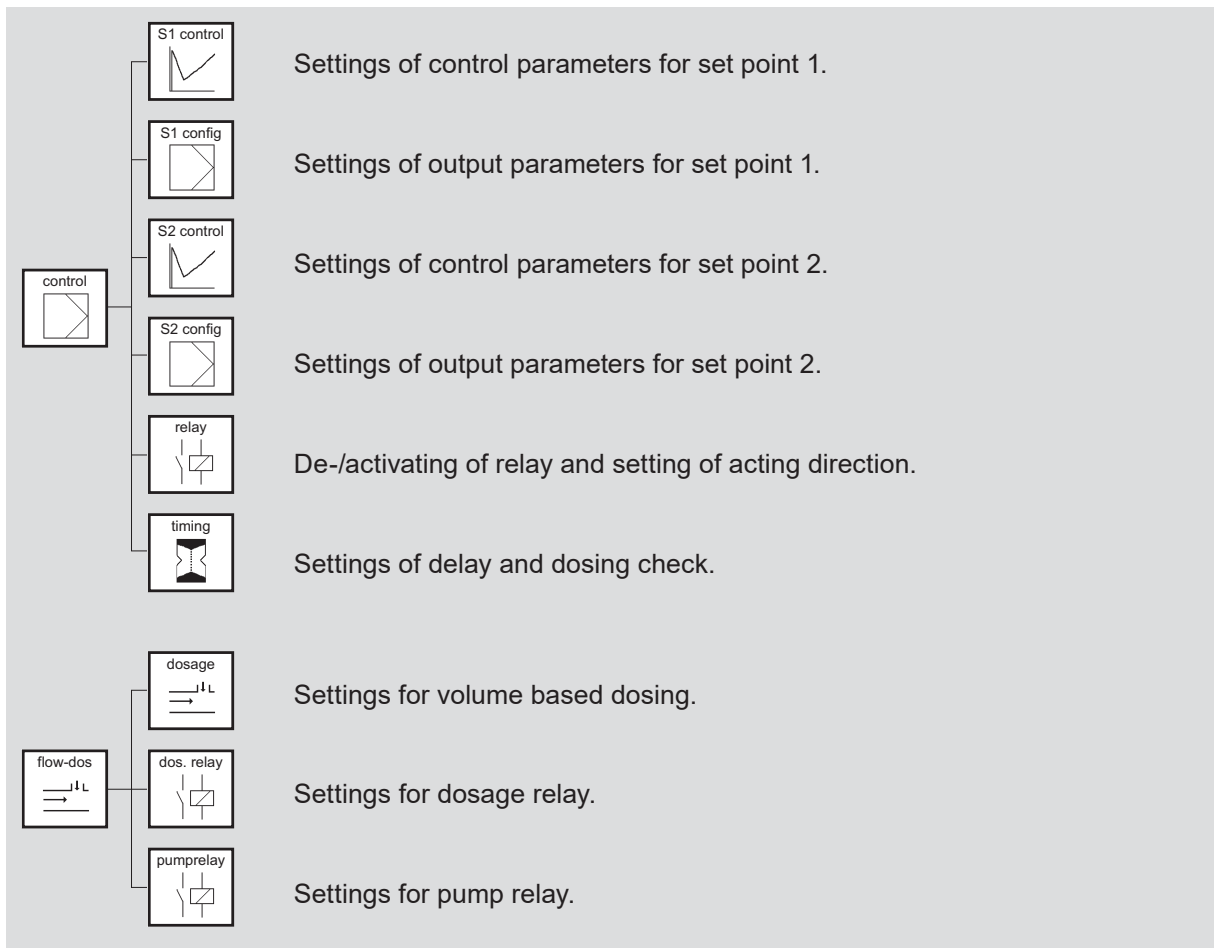 S1 control
Settings of control parameters for set point 1.
S1 config
Settings of output parameters for set point 1.
S2 control
Settings of control parameters for set point 2.
control
S2 config
Settings of output parameters for set point 2.
relay
De-/activating of relay and setting of acting direction.
timing
Settings of delay and dosing check.
dosage
Settings for volume based dosing.
flow-dos
dos. relay
Settings for dosage relay.
pumprelay
Settings for pump relay.